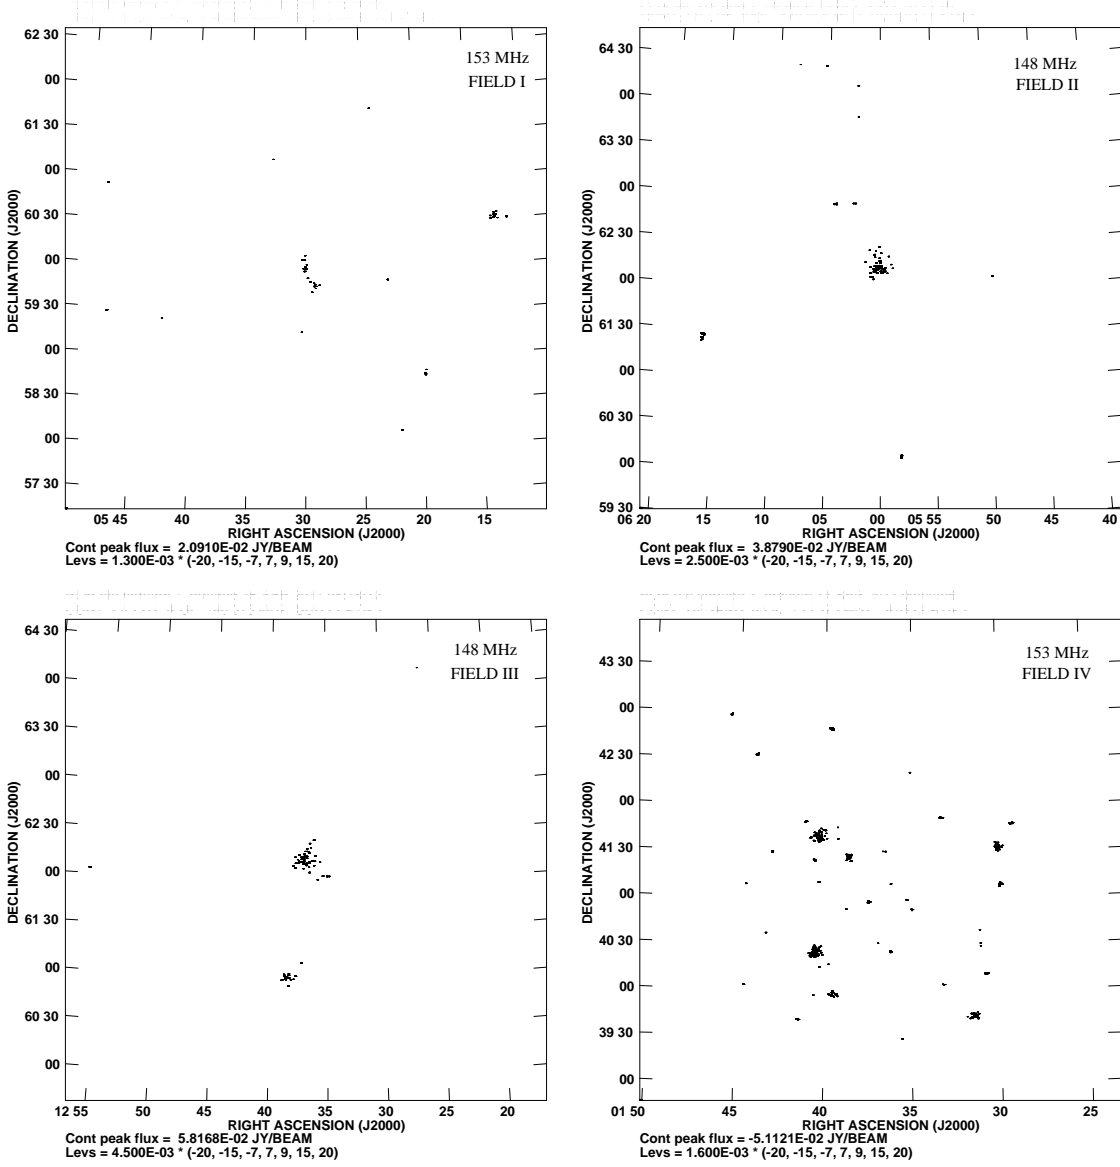 153 MHz
FIELD I
62 30
00
61 30
00
60 30
00
59 30
00
58 30
00
57 30
DECLINATION (J2000)
05 45 40 35 30 25 20 15
RIGHT ASCENSION (J2000)
Cont peak flux = 2.0910E-02 JY/BEAM
Levs = 1.300E-03 * (-20, -15, -7, 7, 9, 15, 20)
148 MHz
FIELD II
64 30
00
63 30
00
62 30
00
61 30
00
60 30
00
59 30
DECLINATION (J2000)
06 20 15 10 05 00 05 55 50 45 40
RIGHT ASCENSION (J2000)
Cont peak flux = 3.8790E-02 JY/BEAM
Levs = 2.500E-03 * (-20, -15, -7, 7, 9, 15, 20)
148 MHz
FIELD III
64 30
00
63 30
00
62 30
00
61 30
00
60 30
00
DECLINATION (J2000)
12 55 50 45 40 35 30 25 20
RIGHT ASCENSION (J2000)
Cont peak flux = 5.8168E-02 JY/BEAM
Levs = 4.500E-03 * (-20, -15, -7, 7, 9, 15, 20)
153 MHz
FIELD IV
43 30
00
42 30
00
41 30
00
40 30
00
39 30
00
DECLINATION (J2000)
01 50 45 40 35 30 25
RIGHT ASCENSION (J2000)
Cont peak flux = -5.1121E-02 JY/BEAM
Levs = 1.600E-03 * (-20, -15, -7, 7, 9, 15, 20)